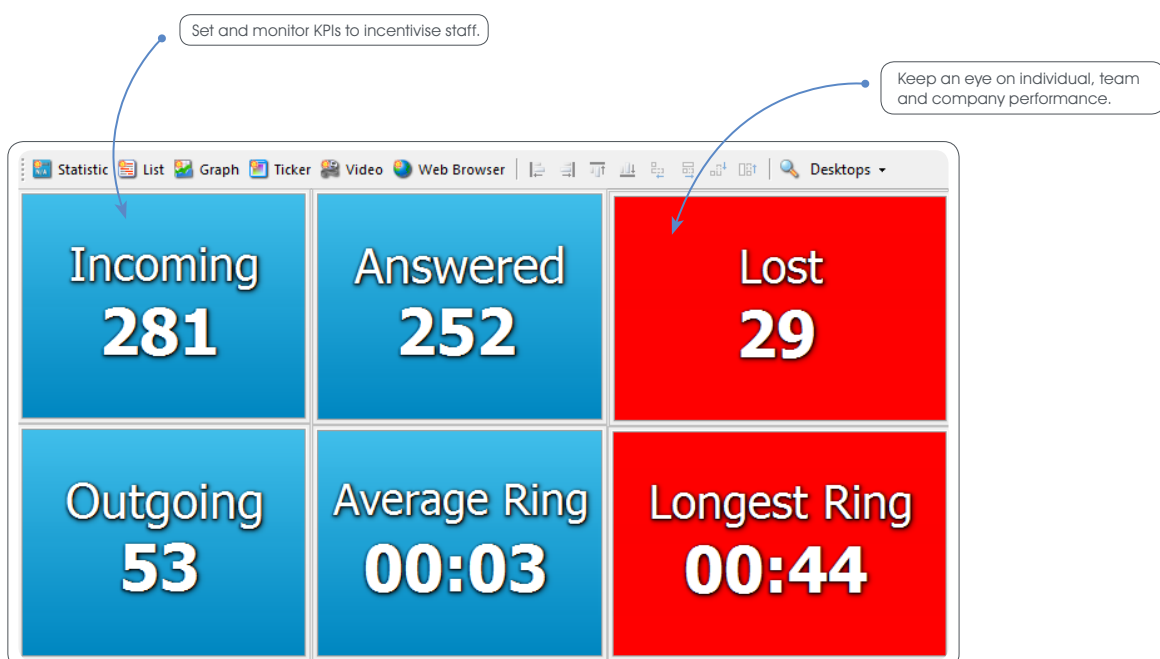 Set and monitor KPIs to incentivise staff.
Keep an eye on individual, team
and company performance.
Statistic List Graph Ticker Video Web Browser Desktops
Incoming Answered Lost
281 252 29
Outgoing Average Ring Longest Ring
53 00:03 00:44